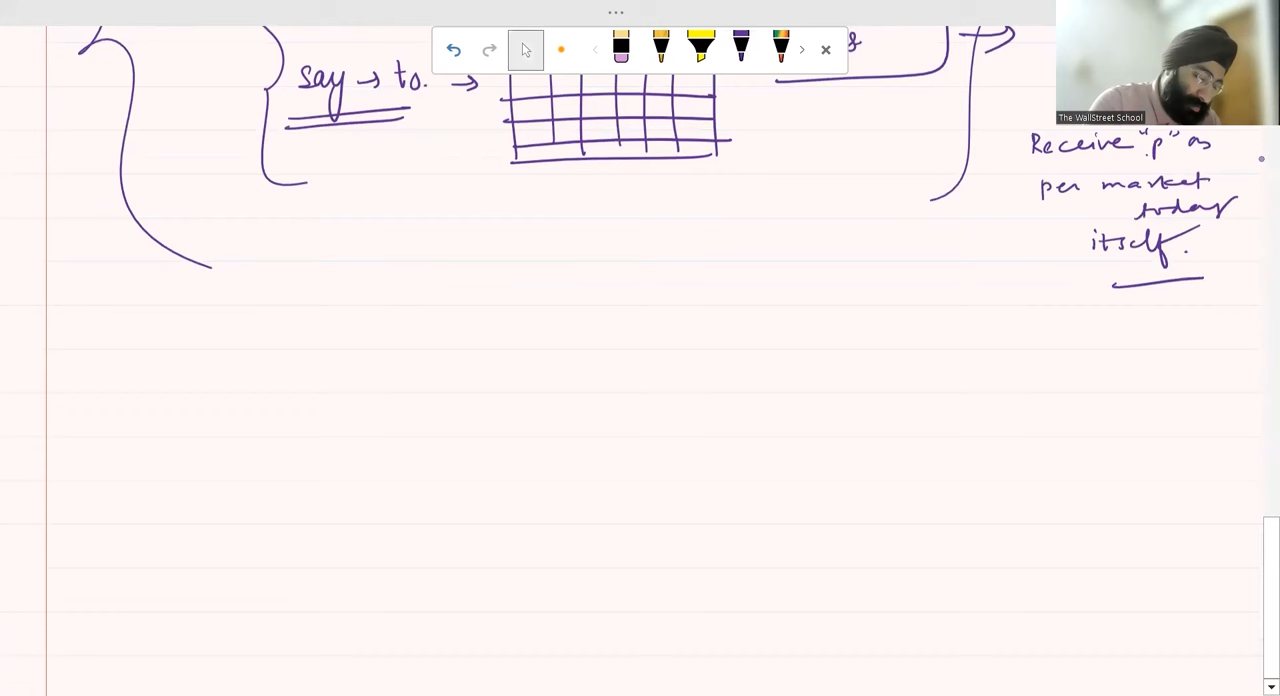 say → to. →
The WallStreet School
Receive "p" as
per market
today
itself.